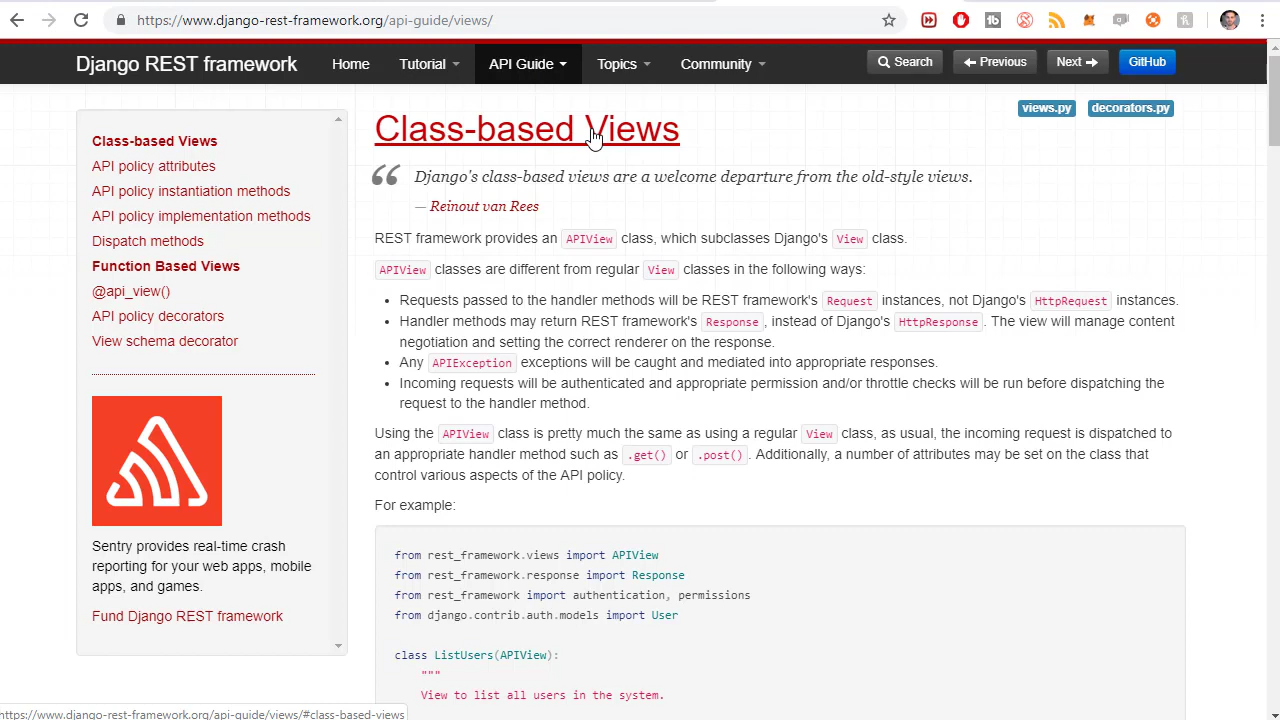 https://www.django-rest-framework.org/api-guide/views/
Django REST framework
Home
Tutorial
API Guide
Topics
Community
Search
Previous
Next
GitHub
Class-based Views
API policy attributes
API policy instantiation methods
API policy implementation methods
Dispatch methods
Function Based Views
@api_view()
API policy decorators
View schema decorator
Sentry provides real-time crash
reporting for your web apps, mobile
apps, and games.
Fund Django REST framework
views.py
decorators.py
Class-based Views
Django's class-based views are a welcome departure from the old-style views.
— Reinout van Rees
REST framework provides an APIView class, which subclasses Django's View class.
APIView classes are different from regular View classes in the following ways:
• Requests passed to the handler methods will be REST framework's Request instances, not Django's HttpRequest instances.
• Handler methods may return REST framework's Response, instead of Django's HttpResponse. The view will manage content
negotiation and setting the correct renderer on the response.
• Any APIException exceptions will be caught and mediated into appropriate responses.
• Incoming requests will be authenticated and appropriate permission and/or throttle checks will be run before dispatching the
request to the handler method.
Using the APIView class is pretty much the same as using a regular View class, as usual, the incoming request is dispatched to
an appropriate handler method such as .get() or .post(). Additionally, a number of attributes may be set on the class that
control various aspects of the API policy.
For example:
from rest_framework.views import APIView
from rest_framework.response import Response
from rest_framework import authentication, permissions
from django.contrib.auth.models import User
class ListUsers(APIView):
"""
View to list all users in the system.
https://www.django-rest-framework.org/api-guide/views/#class-based-views